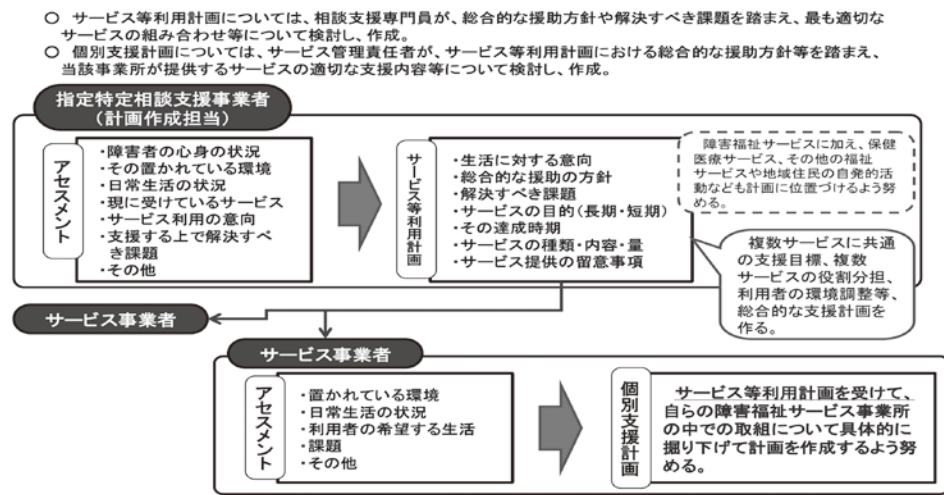 ○ サービス等利用計画については、相談支援専門員が、総合的な援助方針や解決すべき課題を踏まえ、最も適切な
サービスの組み合わせ等について検討し、作成。
○ 個別支援計画については、サービス管理責任者が、サービス等利用計画における総合的な援助方針等を踏まえ、
当該事業所が提供するサービスの適切な支援内容等について検討し、作成。
指定特定相談支援事業者
（計画作成担当）
アセスメント
・障害者の心身の状況
・その置かれている環境
・日常生活の状況
・現に受けているサービス
・サービス利用の意向
・支援する上で解決すべ
き課題
・その他
サービス等利用計画
・生活に対する意向
・総合的な援助の方針
・解決すべき課題
・サービスの目的（長期・短期）
・その達成時期
・サービスの種類・内容・量
・サービス提供の留意事項
障害福祉サービスに加え、保健
医療サービス、その他の福祉
サービスや地域住民の自発的活
動なども計画に位置づけるよう努
める。
複数サービスに共通
の支援目標、複数
サービスの役割分担、
利用者の環境調整等、
総合的な支援計画を
作る。
サービス事業者
サービス事業者
アセスメント
・置かれている環境
・日常生活の状況
・利用者の希望する生活
・課題
・その他
個別支援計画
サービス等利用計画を受けて、
自らの障害福祉サービス事業所
の中での取組について具体的に
掘り下げて計画を作成するよう努
める。